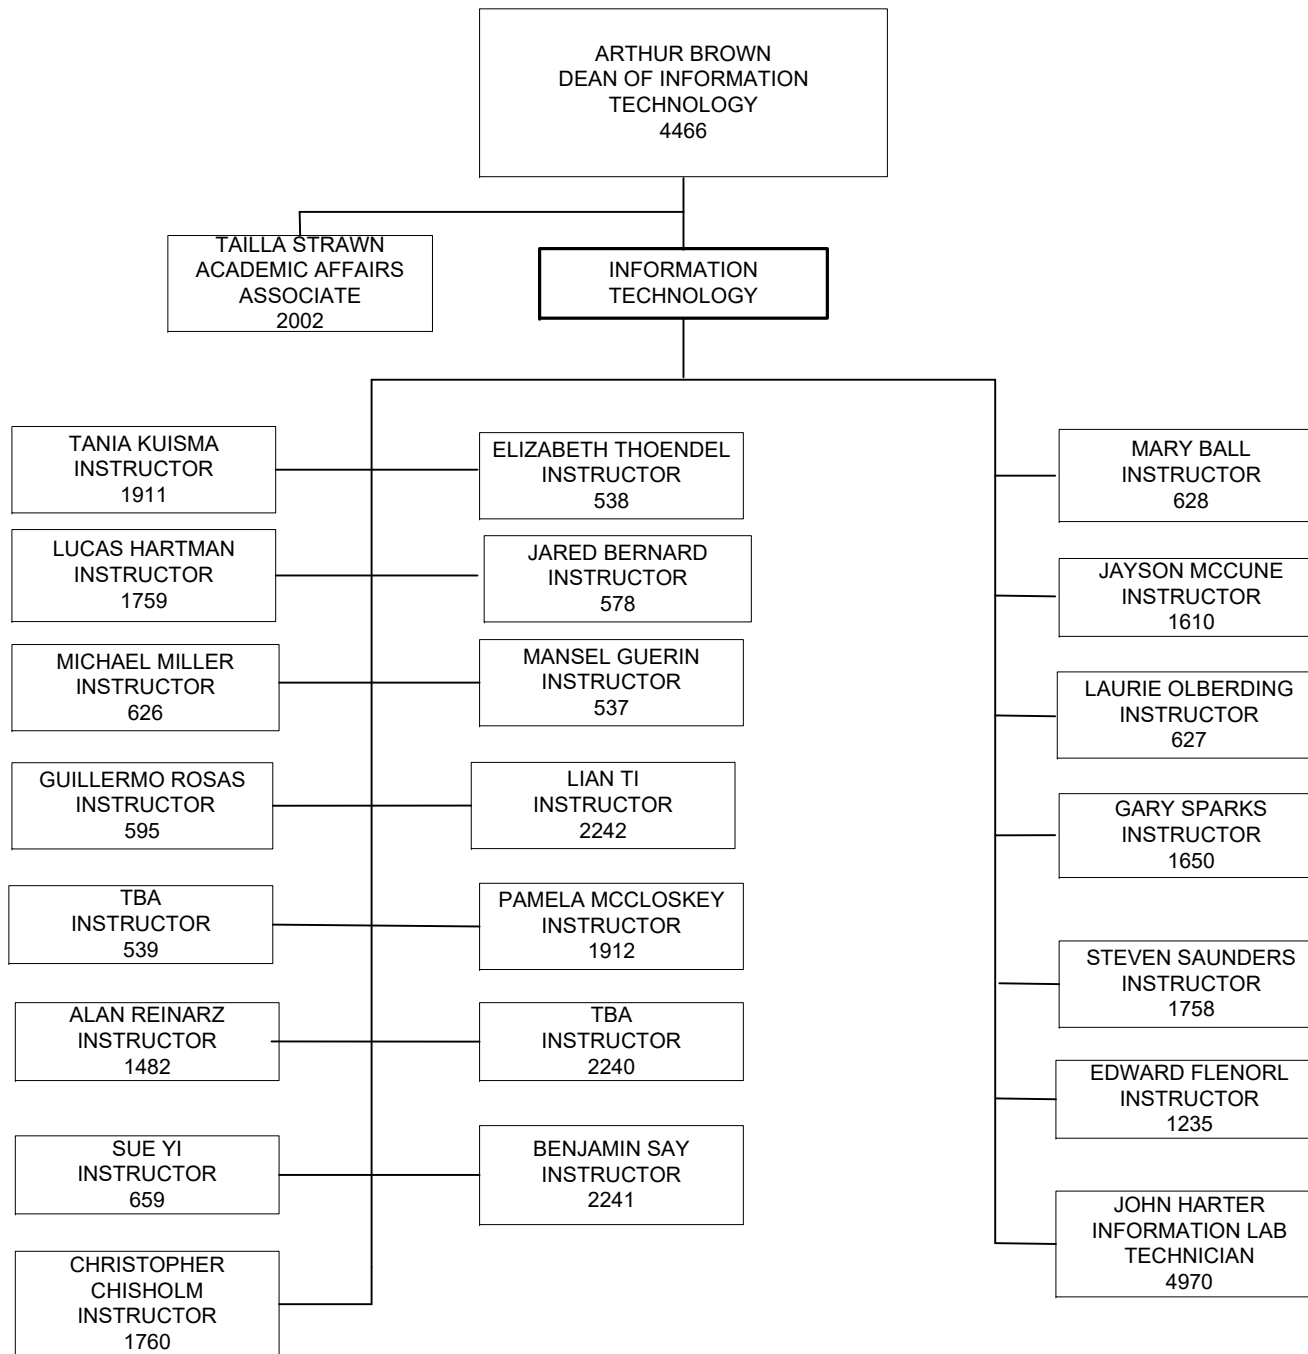 ARTHUR BROWN
DEAN OF INFORMATION
TECHNOLOGY
4466
TAILLA STRAWN
ACADEMIC AFFAIRS
ASSOCIATE
2002
INFORMATION
TECHNOLOGY
TANIA KUISMA
INSTRUCTOR
1911
ELIZABETH THOENDEL
INSTRUCTOR
538
MARY BALL
INSTRUCTOR
628
LUCAS HARTMAN
INSTRUCTOR
1759
JARED BERNARD
INSTRUCTOR
578
JAYSON MCCUNE
INSTRUCTOR
1610
MICHAEL MILLER
INSTRUCTOR
626
MANSEL GUERIN
INSTRUCTOR
537
LAURIE OLBERDING
INSTRUCTOR
627
GUILLERMO ROSAS
INSTRUCTOR
595
LIAN TI
INSTRUCTOR
2242
GARY SPARKS
INSTRUCTOR
1650
TBA
INSTRUCTOR
539
PAMELA MCCLOSKEY
INSTRUCTOR
1912
STEVEN SAUNDERS
INSTRUCTOR
1758
ALAN REINARZ
INSTRUCTOR
1482
TBA
INSTRUCTOR
2240
EDWARD FLENORL
INSTRUCTOR
1235
SUE YI
INSTRUCTOR
659
BENJAMIN SAY
INSTRUCTOR
2241
JOHN HARTER
INFORMATION LAB
TECHNICIAN
4970
CHRISTOPHER
CHISHOLM
INSTRUCTOR
1760